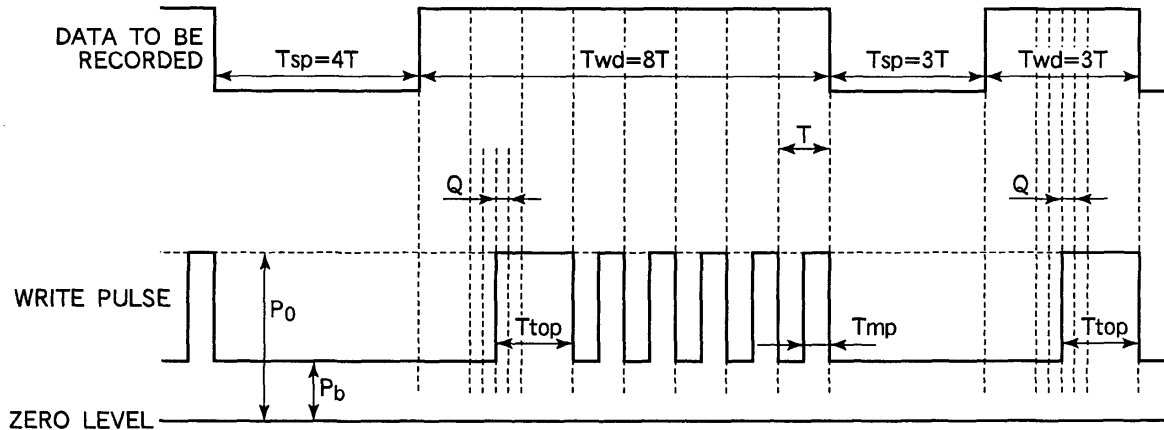 DATA TO BE
RECORDED
Tsp=4T
Twd=8T
Tsp=3T
Twd=3T
T
Q
Q
WRITE PULSE
P0
Ttop
Tmp
Ttop
Pb
ZERO LEVEL